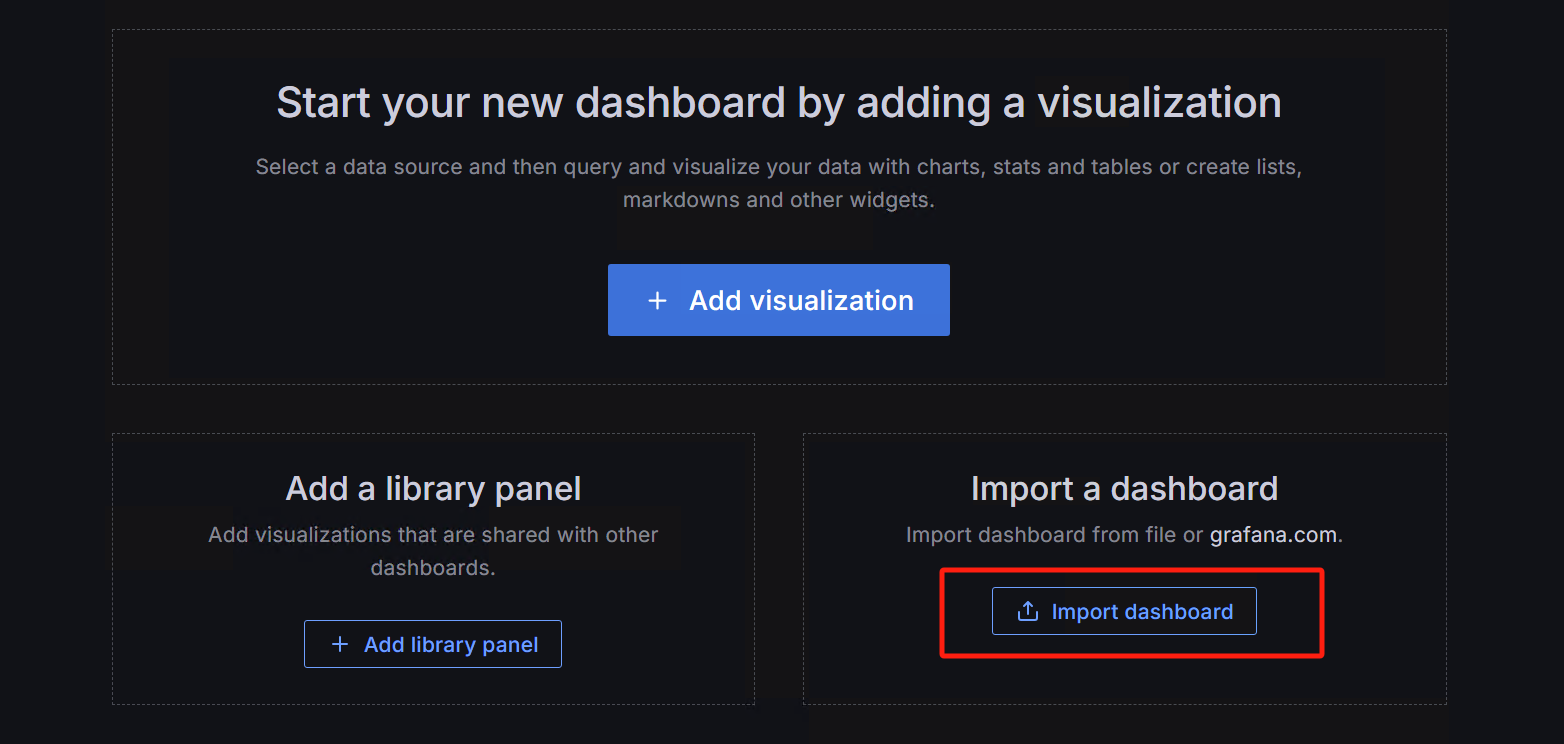 Start your new dashboard by adding a visualization
Select a data source and then query and visualize your data with charts, stats and tables or create lists,
markdowns and other widgets.
+ Add visualization
Add a library panel
Add visualizations that are shared with other
dashboards.
+ Add library panel
Import a dashboard
Import dashboard from file or grafana.com.
Import dashboard